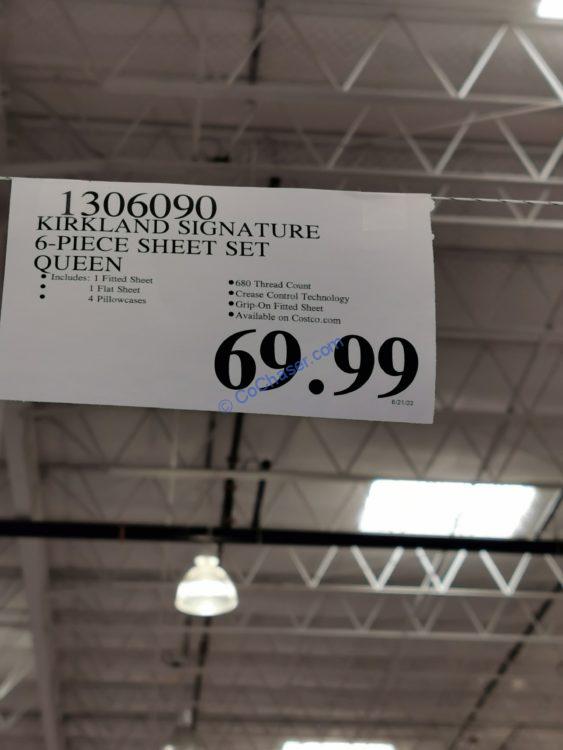 1306090
KIRKLAND SIGNATURE
6-PIECE SHEET SET
QUEEN
• Includes: 1 Fitted Sheet
• 1 Flat Sheet
• 4 Pillowcases
• 680 Thread Count
• Crease Control Technology
• Grip-On Fitted Sheet
• Available on Costco.com
69.99
© CoChaser.com
6/21/22